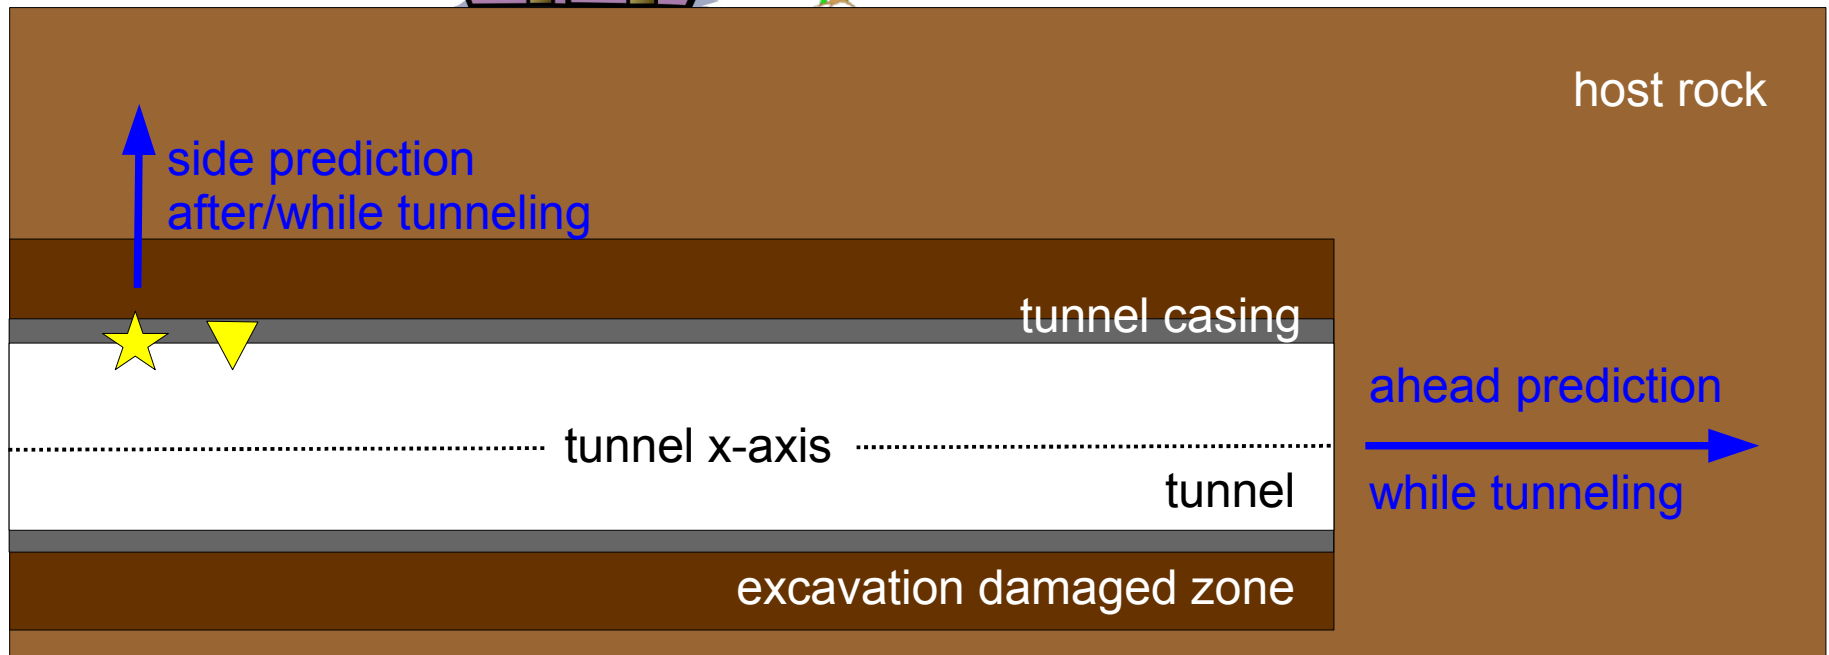 host rock
side prediction
after/while tunneling
tunnel casing
ahead prediction
tunnel x-axis
tunnel
while tunneling
excavation damaged zone